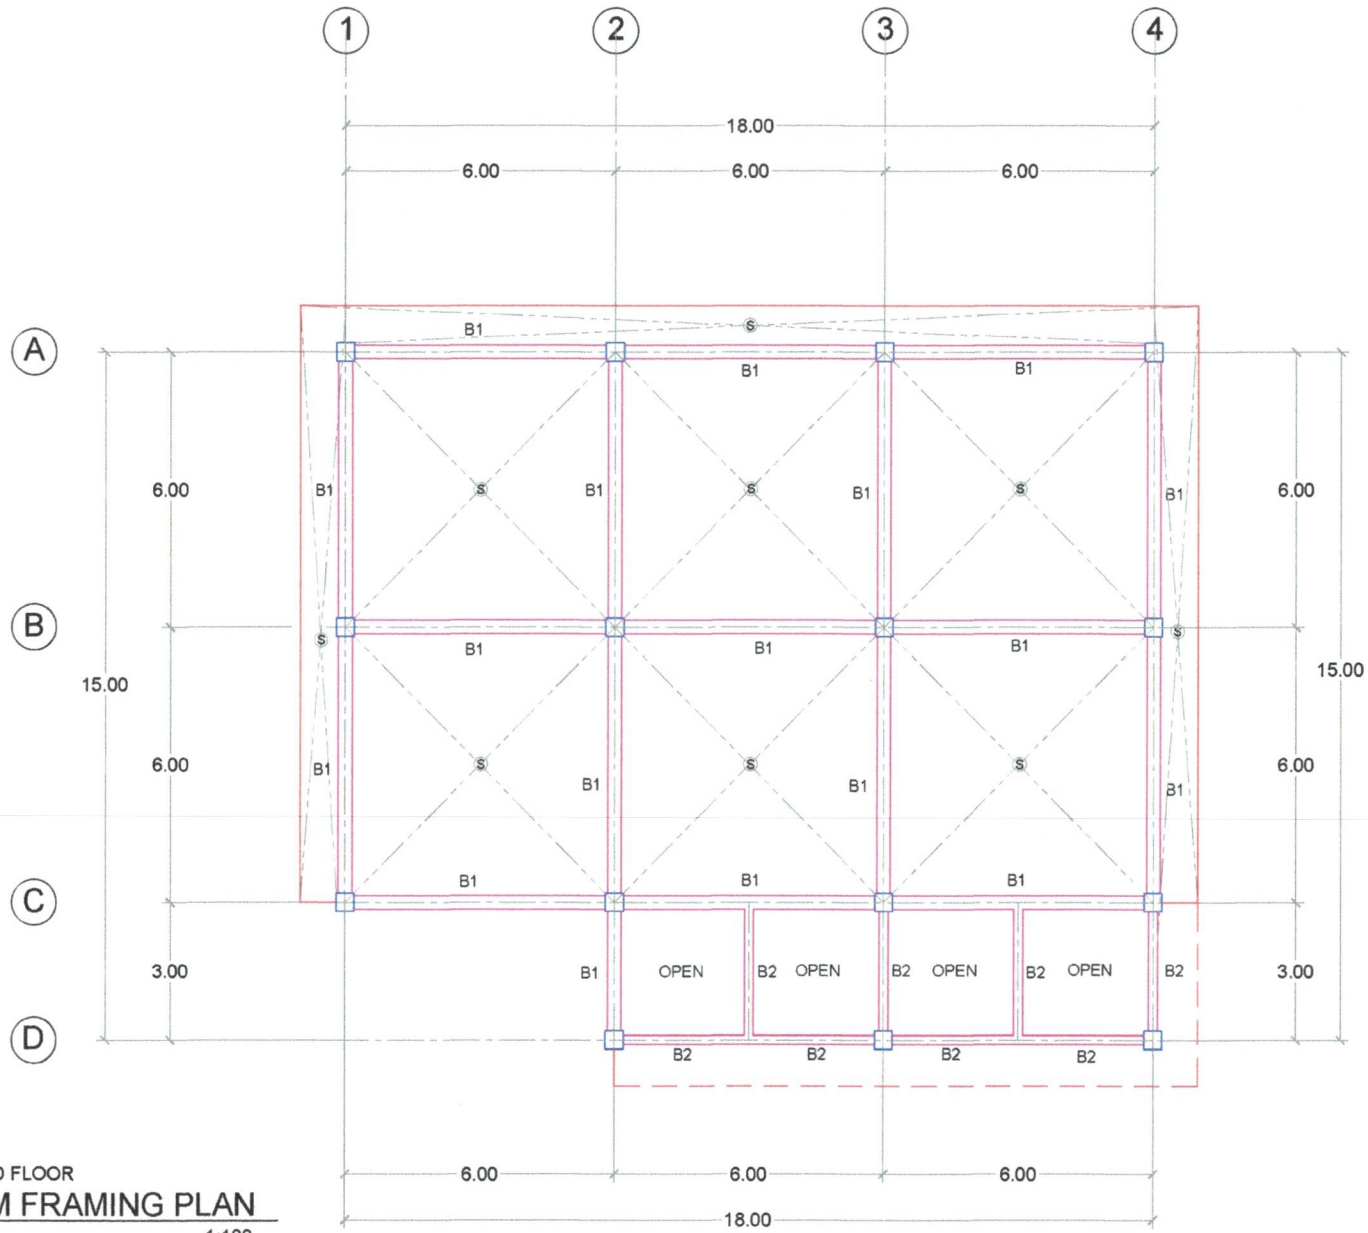 1 2 3 4
18.00
6.00 6.00 6.00
B1 S
A
B1 B1
6.00 B1 S B1 S B1 S B1 6.00
B
S S
B1 B1 B1
15.00 15.00
6.00 B1 S B1 S B1 S B1 6.00
B1 B1 B1
C
3.00 B1 OPEN B2 OPEN B2 OPEN B2 OPEN B2 3.00
D
B2 B2 B2 B2
6.00 6.00 6.00
FLOOR
FRAMING PLAN
18.00